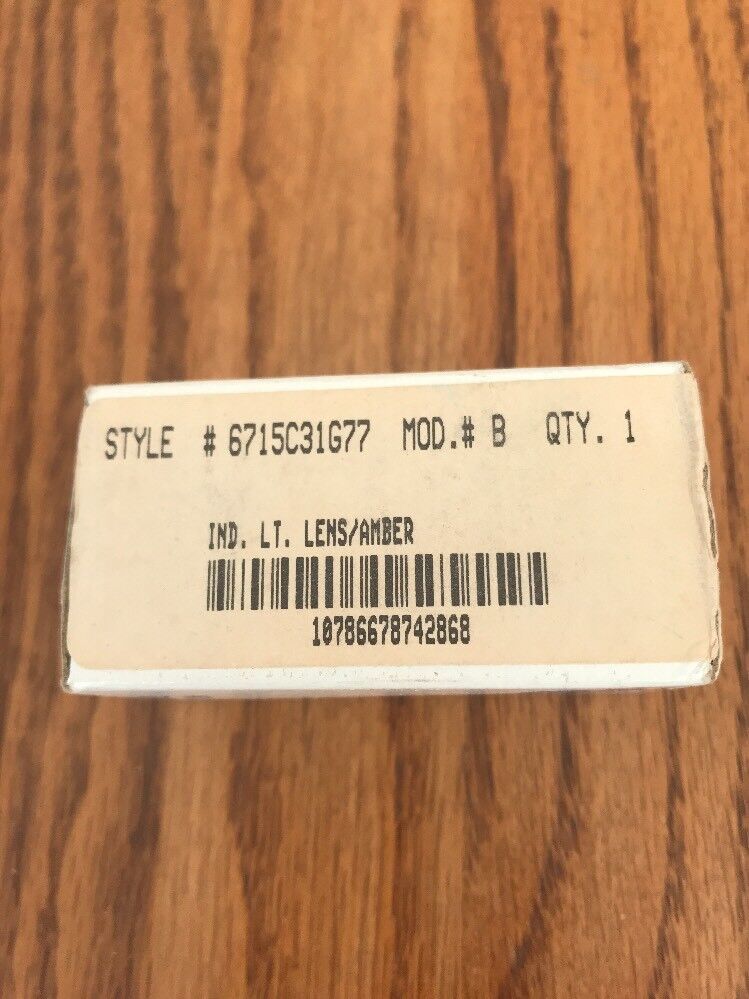 STYLE # 6715C31G77 MOD.# B QTY. 1
IND. LT. LENS/AMBER
10786678742868